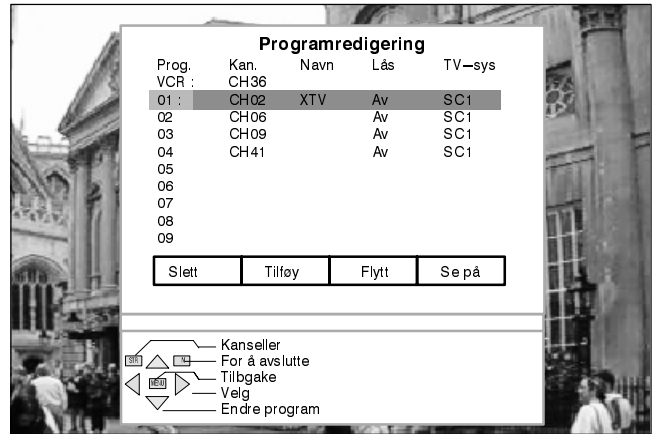 Programredigering
Prog. Kan. Navn Lås TV–sys
VCR : CH36
01 : CH02 XTV Av SC1
02 CH06 Av SC1
03 CH09 Av SC1
04 CH41 Av SC1
05
06
07
08
09
Slett Tilføy Flytt Se på
Kanseller
STR N For å avslutte
Tilbgake
MENU Velg
Endre program